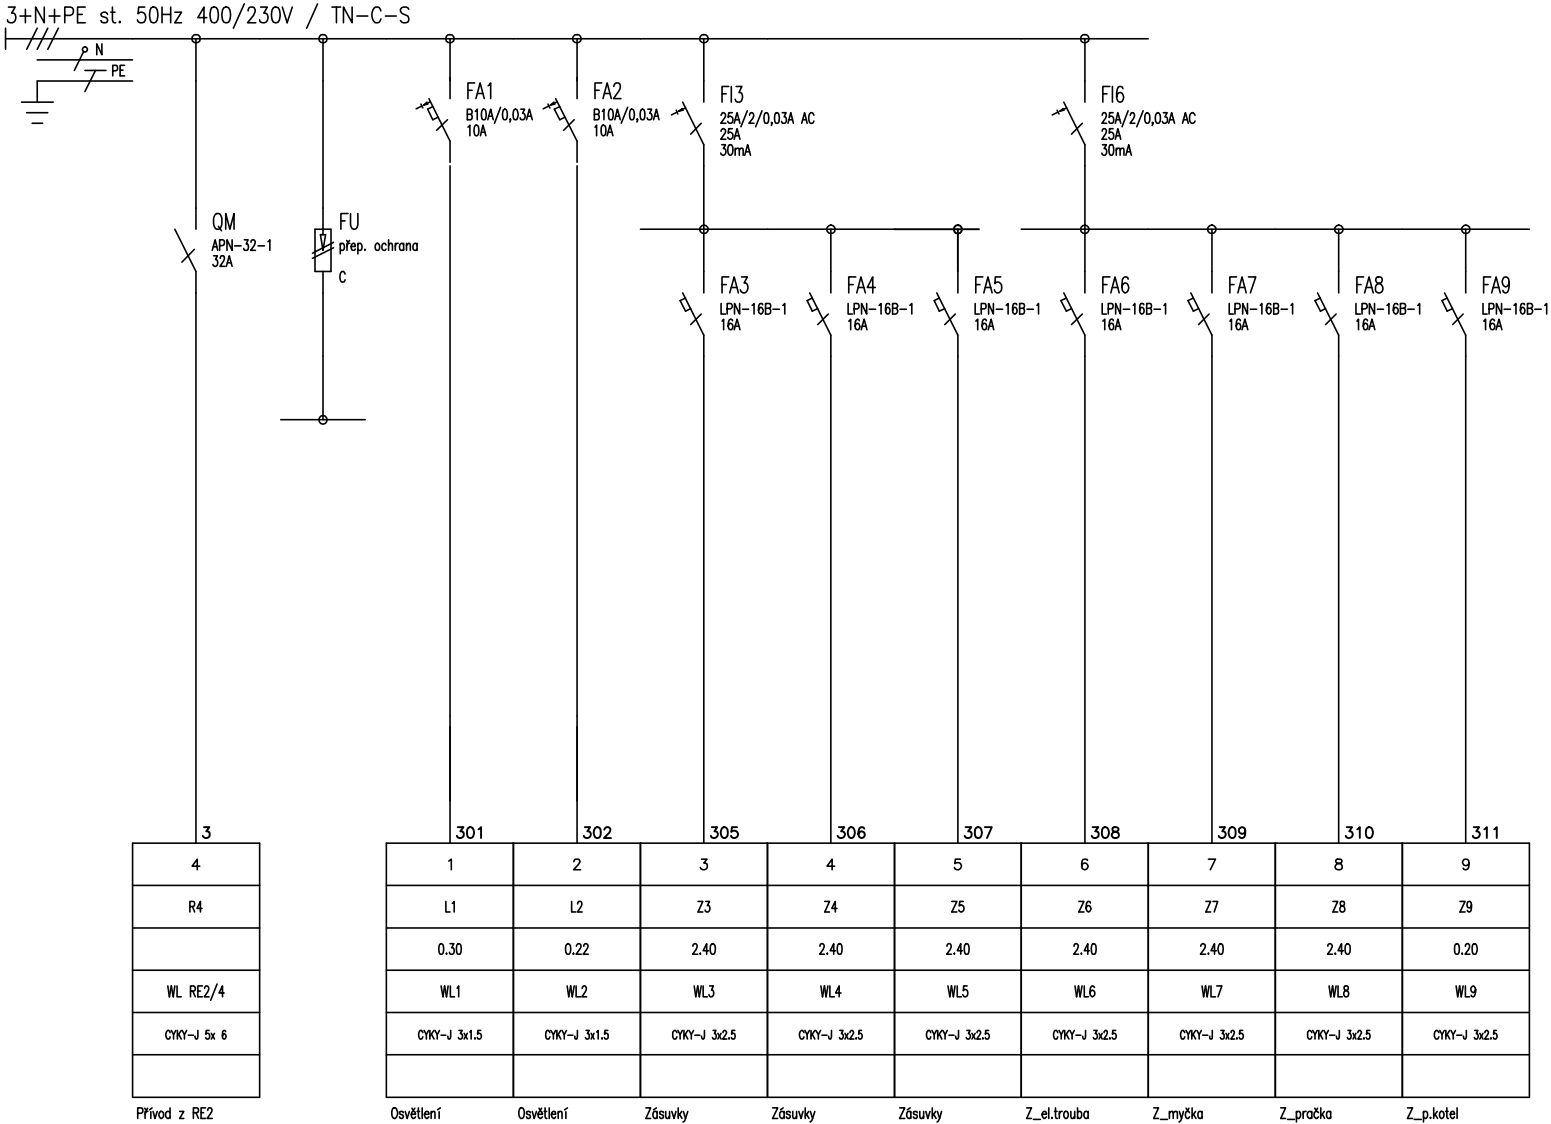 3+N+PE st. 50Hz 400/230V / TN-C-S
N
PE
FA1
B10A/0,03A
10A
FA2
B10A/0,03A
10A
FI3
25A/2/0,03A AC
25A
30mA
FI6
25A/2/0,03A AC
25A
30mA
QM
APN-32-1
32A
FU
přep. ochrana
C
FA3
LPN-16B-1
16A
FA4
LPN-16B-1
16A
FA5
LPN-16B-1
16A
FA6
LPN-16B-1
16A
FA7
LPN-16B-1
16A
FA8
LPN-16B-1
16A
FA9
LPN-16B-1
16A
3 301 302 305 306 307 308 309 310 311
4 1 2 3 4 5 6 7 8 9
R4 L1 L2 Z3 Z4 Z5 Z6 Z7 Z8 Z9
0.30 0.22 2.40 2.40 2.40 2.40 2.40 2.40 0.20
WL RE2/4 WL1 WL2 WL3 WL4 WL5 WL6 WL7 WL8 WL9
CYKY-J 5x 6 CYKY-J 3x1.5 CYKY-J 3x1.5 CYKY-J 3x2.5 CYKY-J 3x2.5 CYKY-J 3x2.5 CYKY-J 3x2.5 CYKY-J 3x2.5 CYKY-J 3x2.5 CYKY-J 3x2.5
Přívod z RE2 Osvětlení Osvětlení Zásuvky Zásuvky Zásuvky Z_el.trouba Z_myčka Z_pračka Z_p.kotel